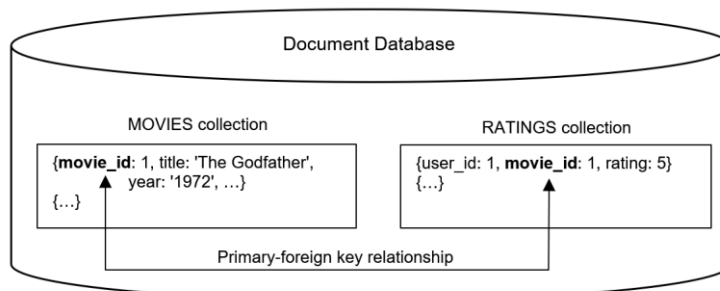 Document Database
MOVIES collection
{movie_id: 1, title: 'The Godfather',
year: '1972', …}
{…}
RATINGS collection
{user_id: 1, movie_id: 1, rating: 5}
{…}
Primary-foreign key relationship